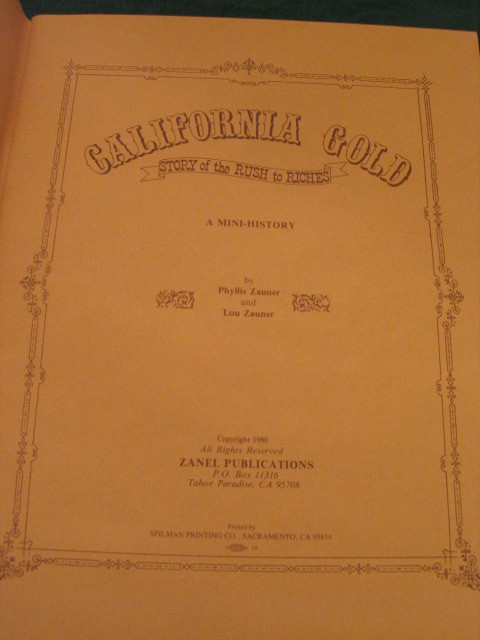 CALIFORNIA GOLD
STORY of the RUSH to RICHES
A MINI-HISTORY
by
Phyllis Zauner
and
Lou Zauner
Copyright 1980
All Rights Reserved
ZANEL PUBLICATIONS
P.O. Box 11316
Tahoe Paradise, CA 95708
Printed by
SPILMAN PRINTING CO., SACRAMENTO, CA 95814